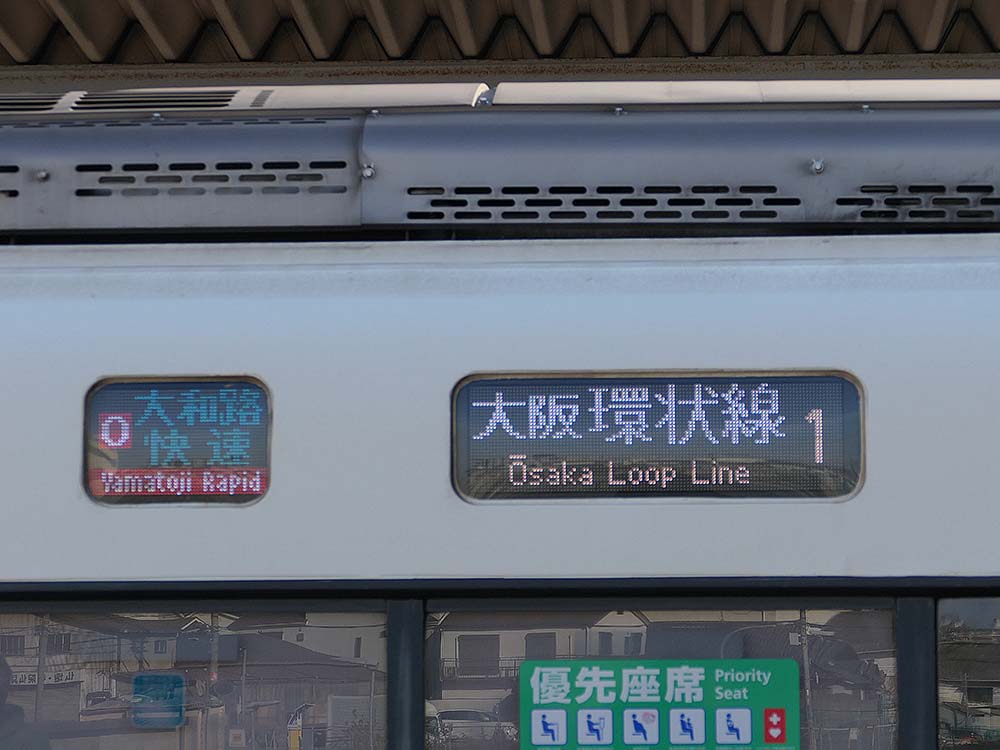 O
大和路
快速
Yamatoji Rapid
大阪環状線
1
Ōsaka Loop Line
優先座席
Priority
Seat